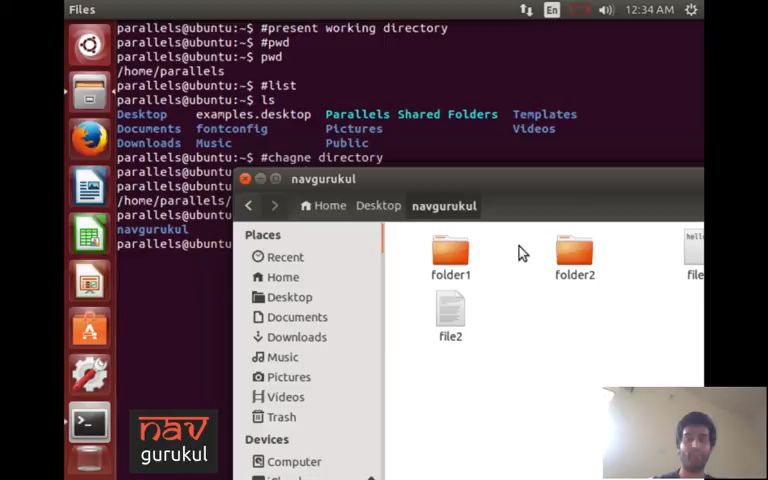 Files
En
12:34 AM
parallels@ubuntu:~$ #present working directory
parallels@ubuntu:~$ #pwd
parallels@ubuntu:~$ pwd
/home/parallels
parallels@ubuntu:~$ #list
parallels@ubuntu:~$ ls
Desktop examples.desktop Parallels Shared Folders Templates
Documents fontconfig Pictures Videos
Downloads Music Public
parallels@ubuntu:~$ #chagne directory
parallels@ubuntu
parallels@ubuntu
/home/parallels/
parallels@ubuntu
navgurukul
parallels@ubuntu
navgurukul
Home Desktop navgurukul
Places
Recent
Home
Desktop
Documents
Downloads
Music
Pictures
Videos
Trash
Devices
Computer
folder1
folder2
hello
file
file2
नav
gurukul